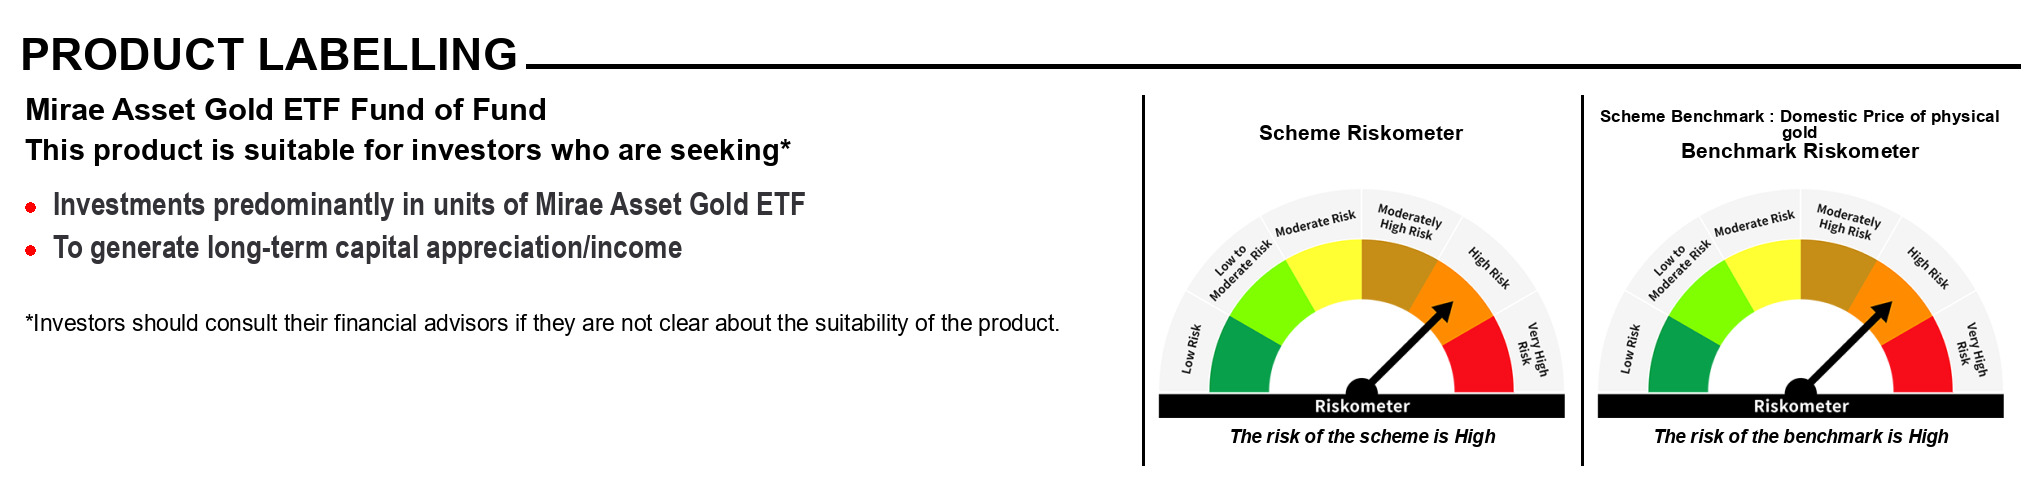 PRODUCT LABELLING
Mirae Asset Gold ETF Fund of Fund
This product is suitable for investors who are seeking*
Investments predominantly in units of Mirae Asset Gold ETF
To generate long-term capital appreciation/income
*Investors should consult their financial advisors if they are not clear about the suitability of the product.
Scheme Riskometer
Low Risk
Low to
Moderate Risk
Moderate Risk
Moderately
High Risk
High Risk
Very High
Risk
Riskometer
The risk of the scheme is High
Scheme Benchmark : Domestic Price of physical
gold
Benchmark Riskometer
Low Risk
Low to
Moderate Risk
Moderate Risk
Moderately
High Risk
High Risk
Very High
Risk
Riskometer
The risk of the benchmark is High